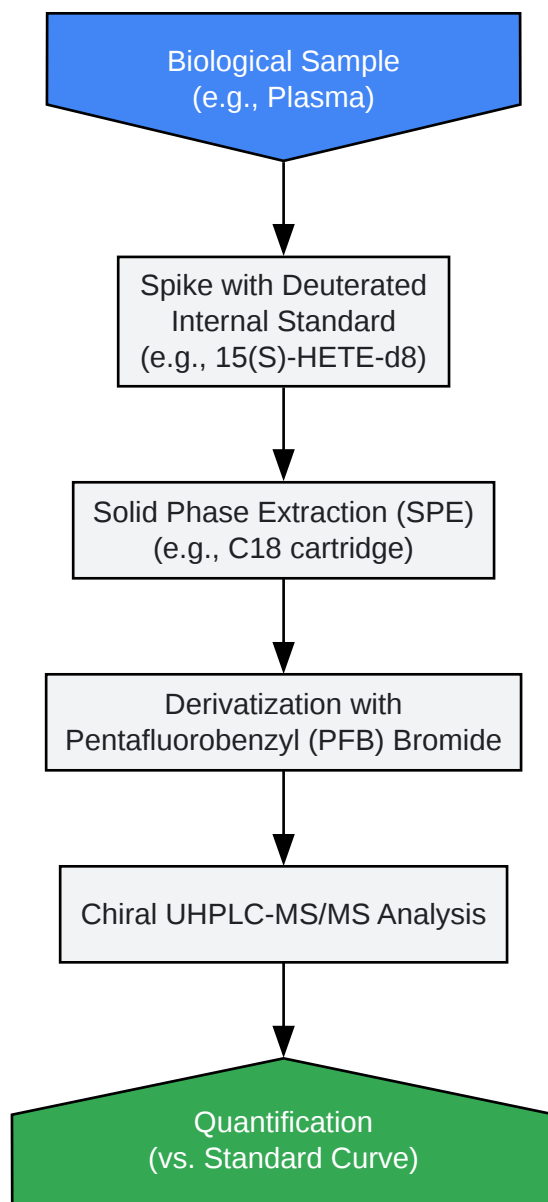 Biological Sample
(e.g., Plasma)
Spike with Deuterated
Internal Standard
(e.g., 15(S)-HETE-d8)
Solid Phase Extraction (SPE)
(e.g., C18 cartridge)
Derivatization with
Pentafluorobenzyl (PFB) Bromide
Chiral UHPLC-MS/MS Analysis
Quantification
(vs. Standard Curve)